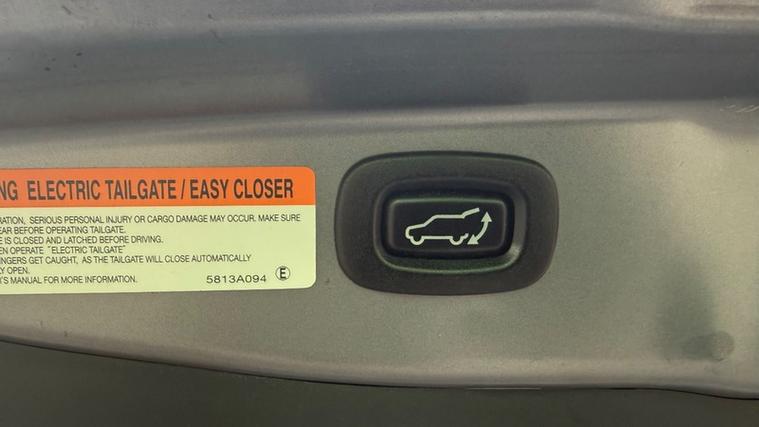 NG ELECTRIC TAILGATE / EASY CLOSER
RATION, SERIOUS PERSONAL INJURY OR CARGO DAMAGE MAY OCCUR. MAKE SURE
EAR BEFORE OPERATING TAILGATE.
E IS CLOSED AND LATCHED BEFORE DRIVING.
EN OPERATE "ELECTRIC TAILGATE"
NGERS GET CAUGHT, AS THE TAILGATE WILL CLOSE AUTOMATICALLY
Y OPEN.
'S MANUAL FOR MORE INFORMATION. 5813A094 E